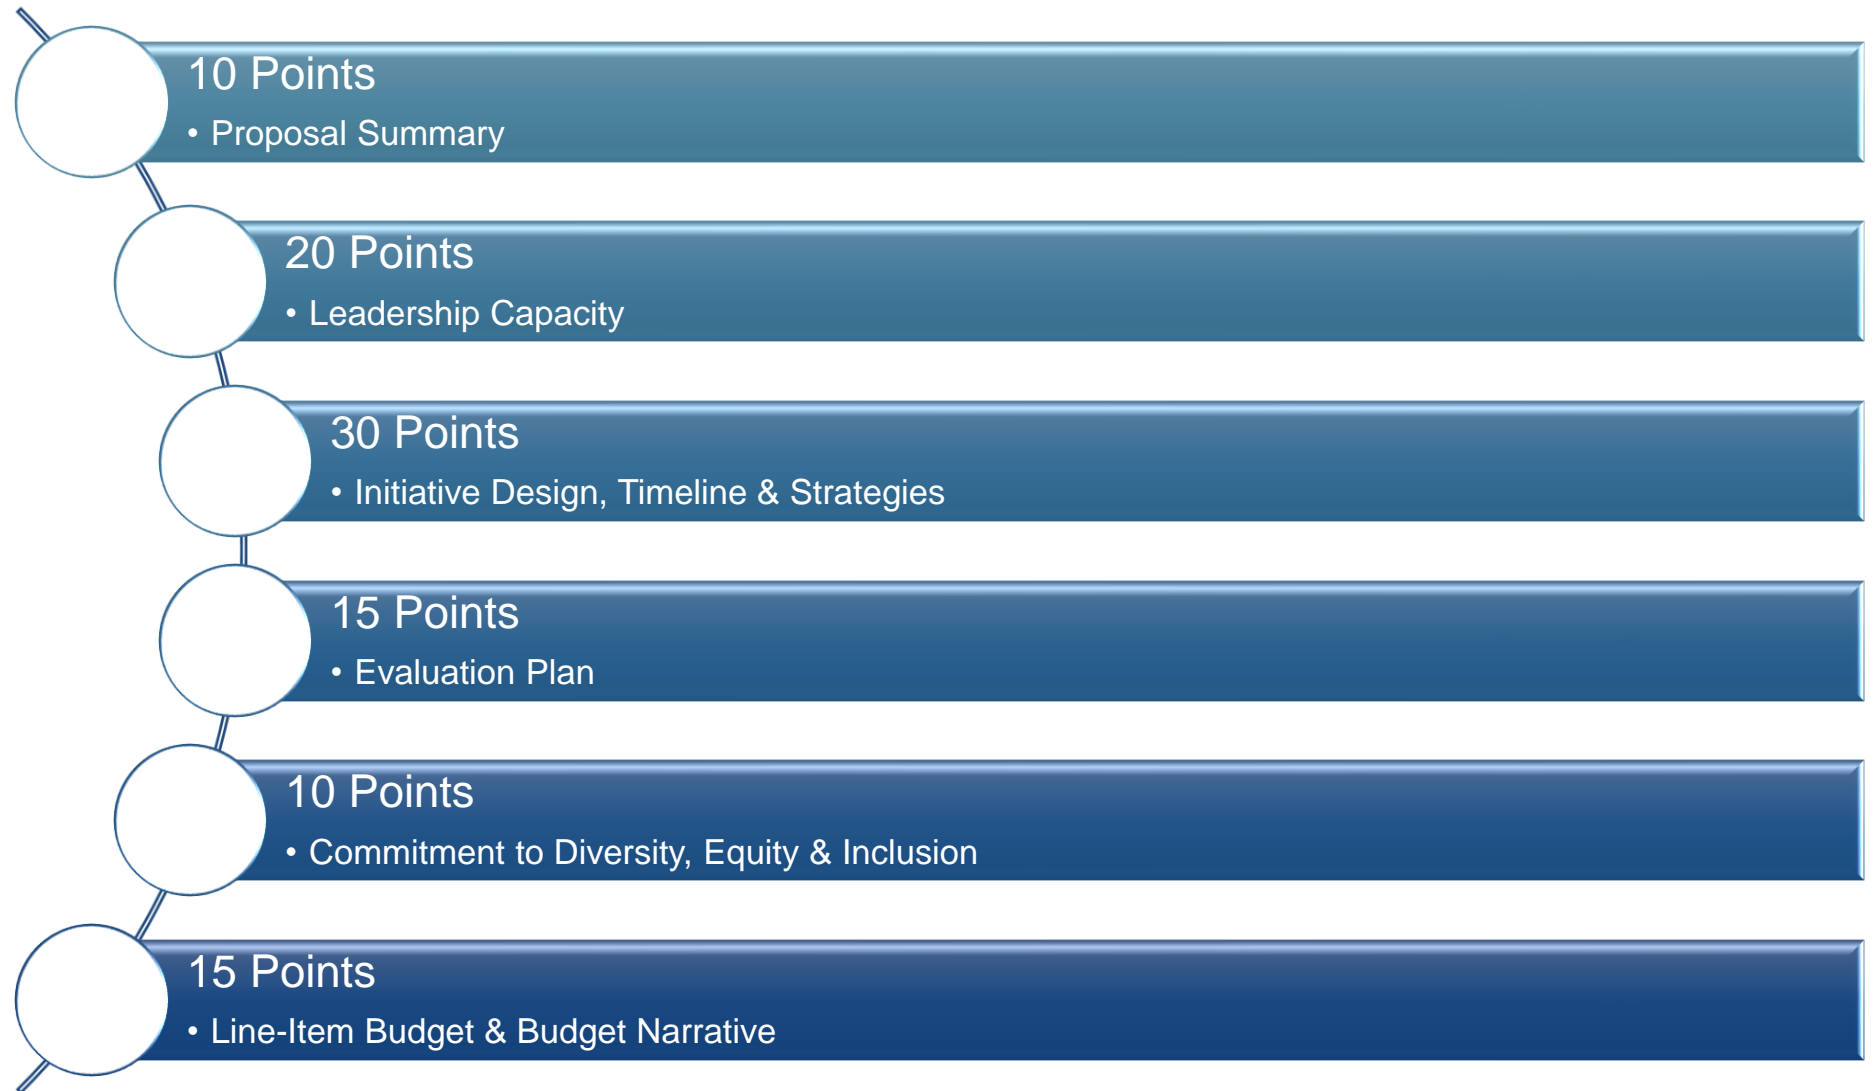 10 Points
• Proposal Summary
20 Points
• Leadership Capacity
30 Points
• Initiative Design, Timeline & Strategies
15 Points
• Evaluation Plan
10 Points
• Commitment to Diversity, Equity & Inclusion
15 Points
• Line-Item Budget & Budget Narrative